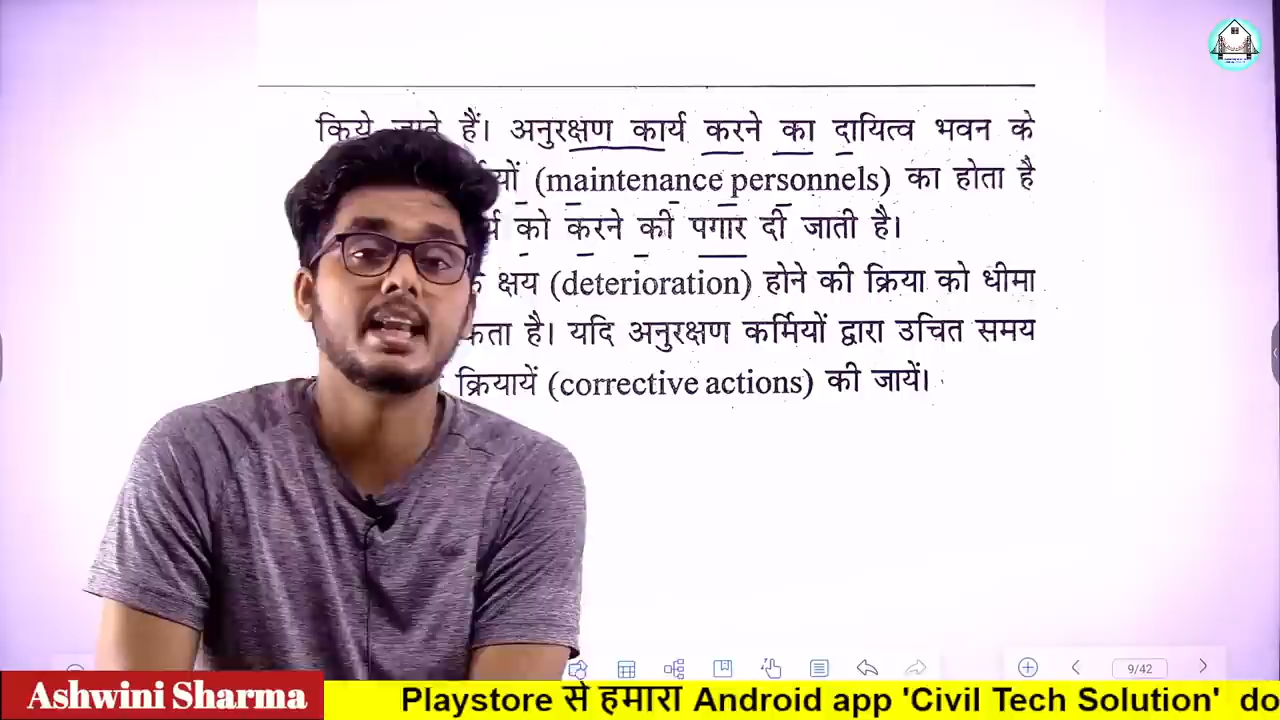 किये जाते हैं। अनुरक्षण कार्य करने का दायित्व भवन के
(maintenance personnels) का होता है
को करने की पगार दी जाती है।
क्षय (deterioration) होने की क्रिया को धीमा
है। यदि अनुरक्षण कर्मियों द्वारा उचित समय
क्रियायें (corrective actions) की जायें।
9/42
Ashwini Sharma
Playstore से हमारा Android app 'Civil Tech Solution' do